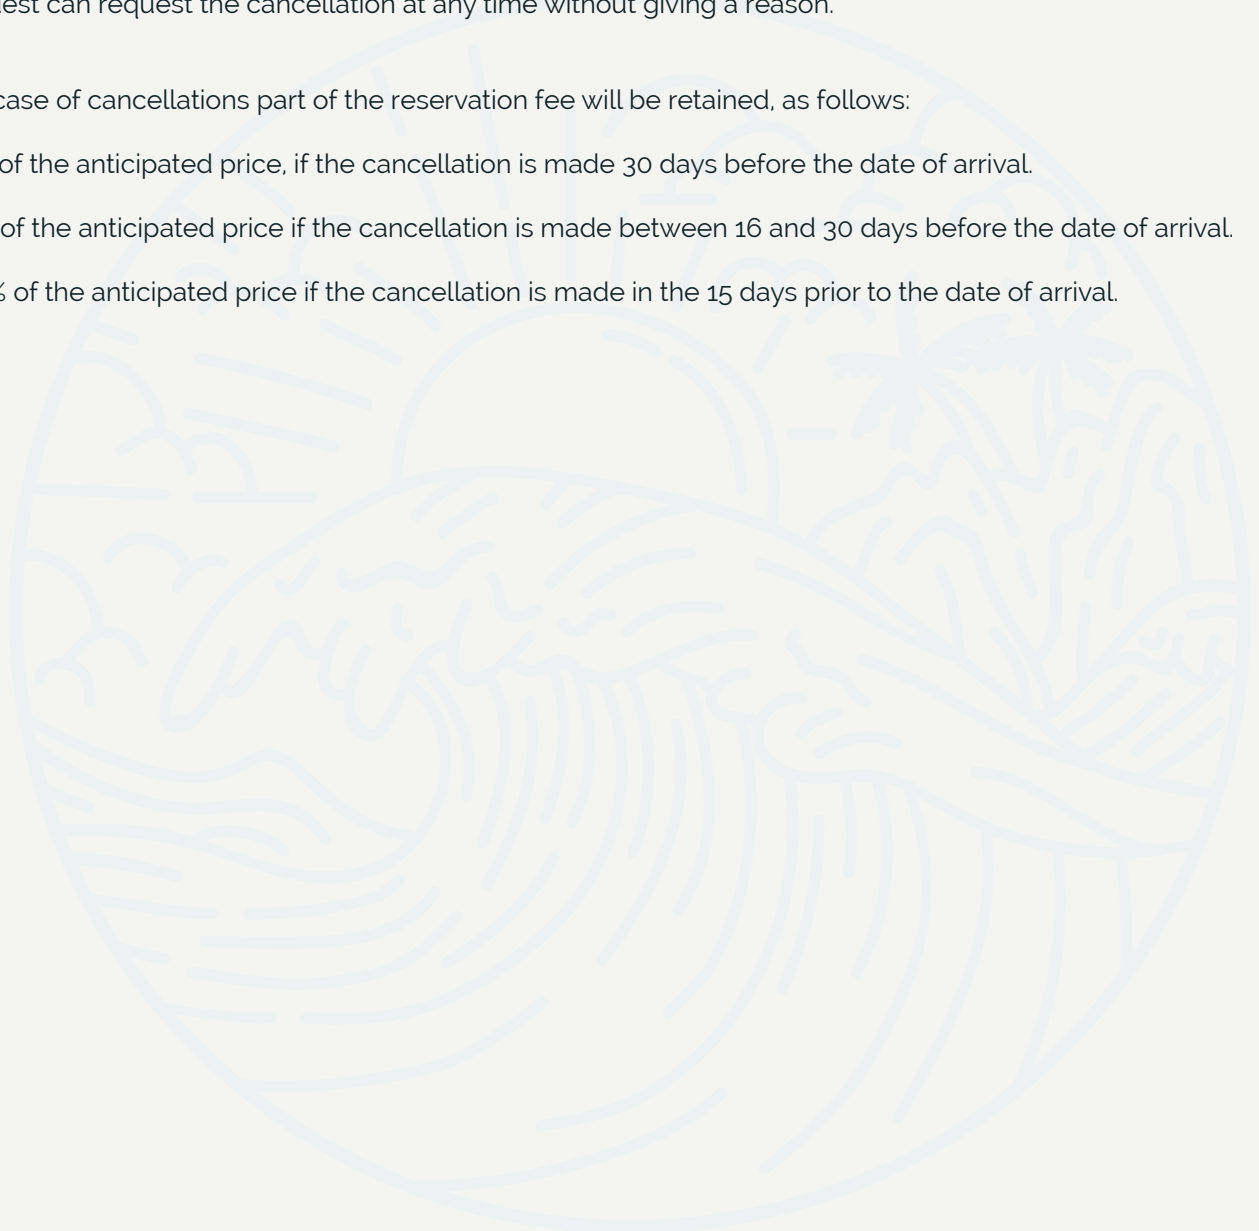 est can request the cancellation at any time without giving a reason.
case of cancellations part of the reservation fee will be retained, as follows:
of the anticipated price, if the cancellation is made 30 days before the date of arrival.
of the anticipated price if the cancellation is made between 16 and 30 days before the date of arrival.
% of the anticipated price if the cancellation is made in the 15 days prior to the date of arrival.